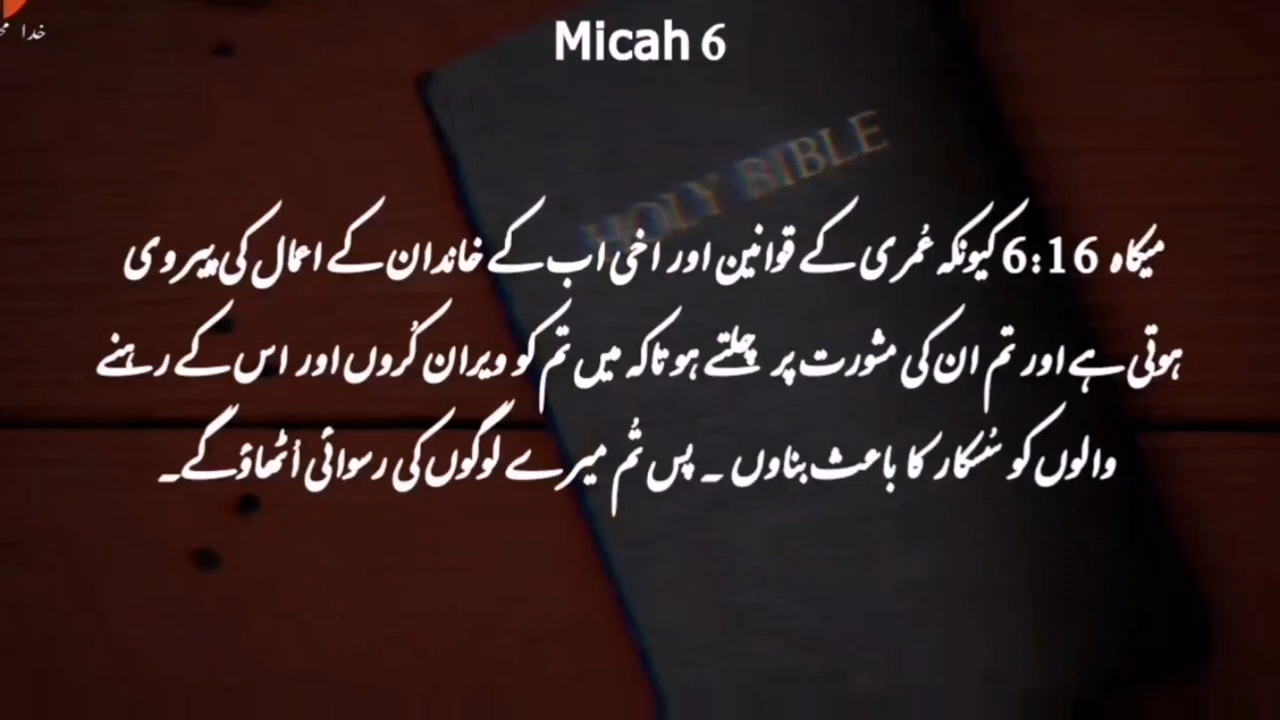 خدا
Micah 6
HOLY BIBLE
میکاہ 6:16 کیونکہ عُمری کے قوانین اور اخی اب کے خاندان کے اعمال کی پیروی
ہوتی ہے اور تم ان کی مشورت پر چلتے ہو تاکہ میں تم کو ویران کُروں اور اس کے رہنے
والوں کو سُسکار کا باعث بناوں ۔ پس تُم میرے لوگوں کی رسوائی اُٹھاؤ گے۔